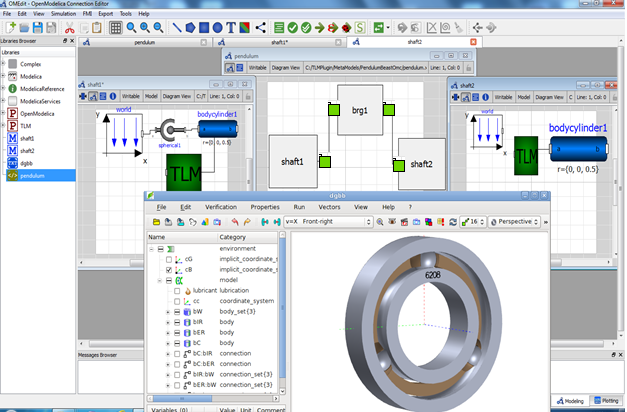 OMEdit - OpenModelica Connection Editor
File Edit View Simulation FMI Export Tools Help
Libraries Browser
Libraries
Complex
Modelica
ModelicaReference
ModelicaServices
OpenModelica
TLM
shaft1
shaft2
dgbb
pendulum
pendulum
shaft1*
shaft2
pendulum
Writable Diagram View C:/TLMPlugin/MetaModels/PendulumBeastOmc/pendulum.x Line: 1, Col: 0
shaft1*
Writable Model Diagram View C:/T Line: 1, Col: 0
world
y
x
spherical1
bodycylinder1
r={0, 0, 0.5}
TLM
brg1
shaft1
shaft2
shaft2
Writable Model Diagram View C Line: 1, Col: 0
world
y
x
TLM
bodycylinder1
b
r={0, 0, 0.5}
dgbb
File Edit Verification Properties Run Vectors View Help ?
v=X Front-right
16
Perspective
Name Category
environment
cG implicit_coordinate_s
cB implicit_coordinate_s
model
lubricant lubrication
cc coordinate_system
bW body_set{3}
bIR body
bER body
bC body
bC:bIR connection
bC:bER connection_set{3}
bIR:bW connection_set{3}
bER:bW connection_set{3}
Variables (0) Value Unit Comment
6208
Messages Browser
Modeling
Plotting